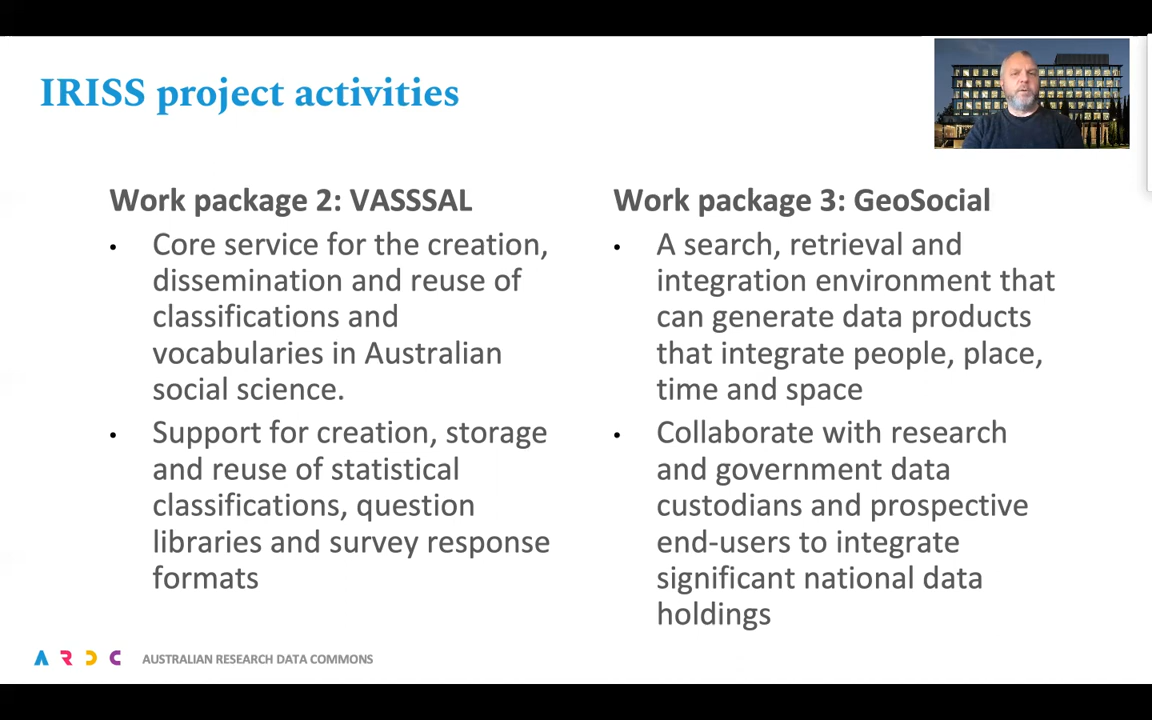 IRISS project activities
Work package 2: VASSSAL
• Core service for the creation,
dissemination and reuse of
classifications and
vocabularies in Australian
social science.
• Support for creation, storage
and reuse of statistical
classifications, question
libraries and survey response
formats
Work package 3: GeoSocial
• A search, retrieval and
integration environment that
can generate data products
that integrate people, place,
time and space
• Collaborate with research
and government data
custodians and prospective
end-users to integrate
significant national data
holdings
ARDC AUSTRALIAN RESEARCH DATA COMMONS